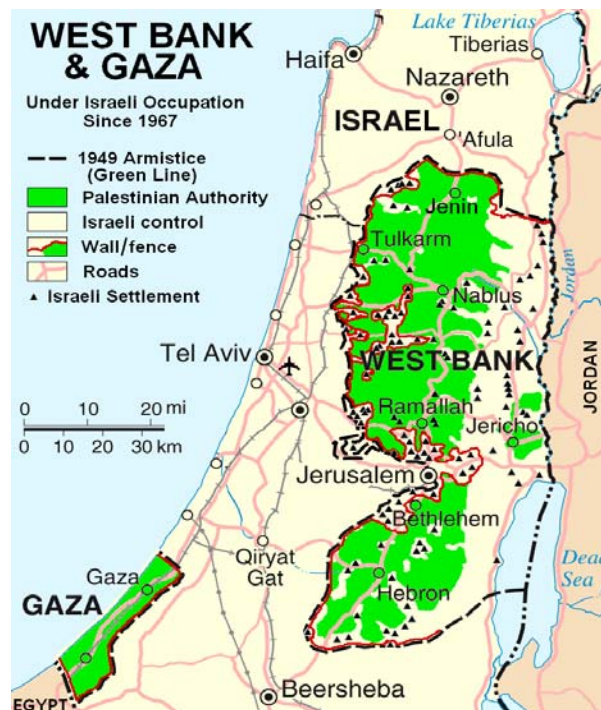 WEST BANK
& GAZA
Under Israeli Occupation
Since 1967
1949 Armistice
(Green Line)
Palestinian Authority
Israeli control
Wall/fence
Roads
Israeli Settlement
Lake Tiberias
Tiberias
Haifa
Nazareth
ISRAEL
'Afula
Jenin
Tulkarm
Nablus
Jordan
Tel Aviv
WEST BANK
JORDAN
0 10 20 mi
0 10 20 30 km
Ramallah
Jericho
Jerusalem
Bethlehem
Qiryat
Gat
Dead
Sea
Gaza
GAZA
Hebron
Beersheba
EGYPT